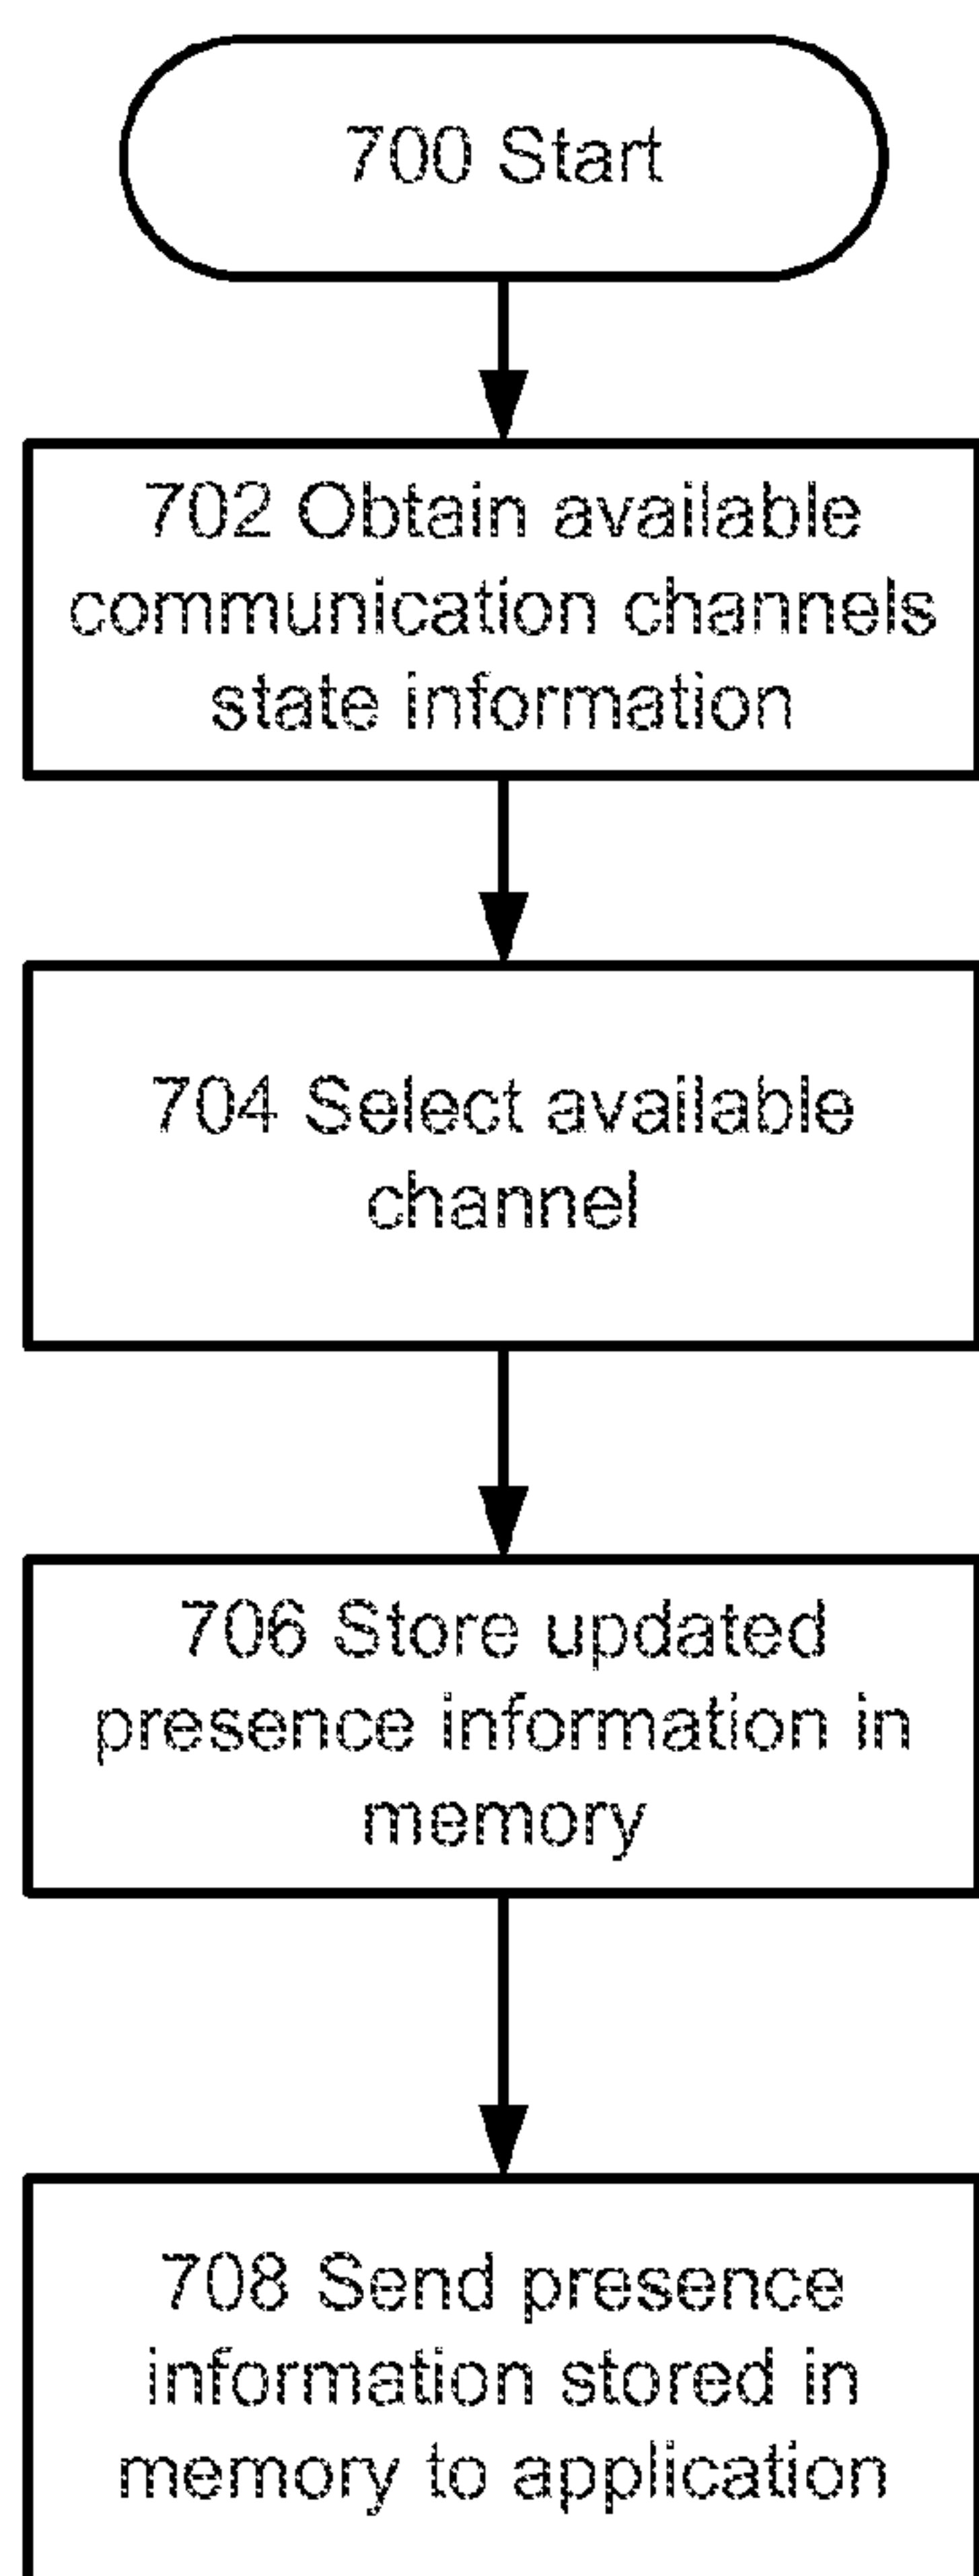 700 Start
702 Obtain available
communication channels
state information
704 Select available
channel
706 Store updated
presence information in
memory
708 Send presence
information stored in
memory to application